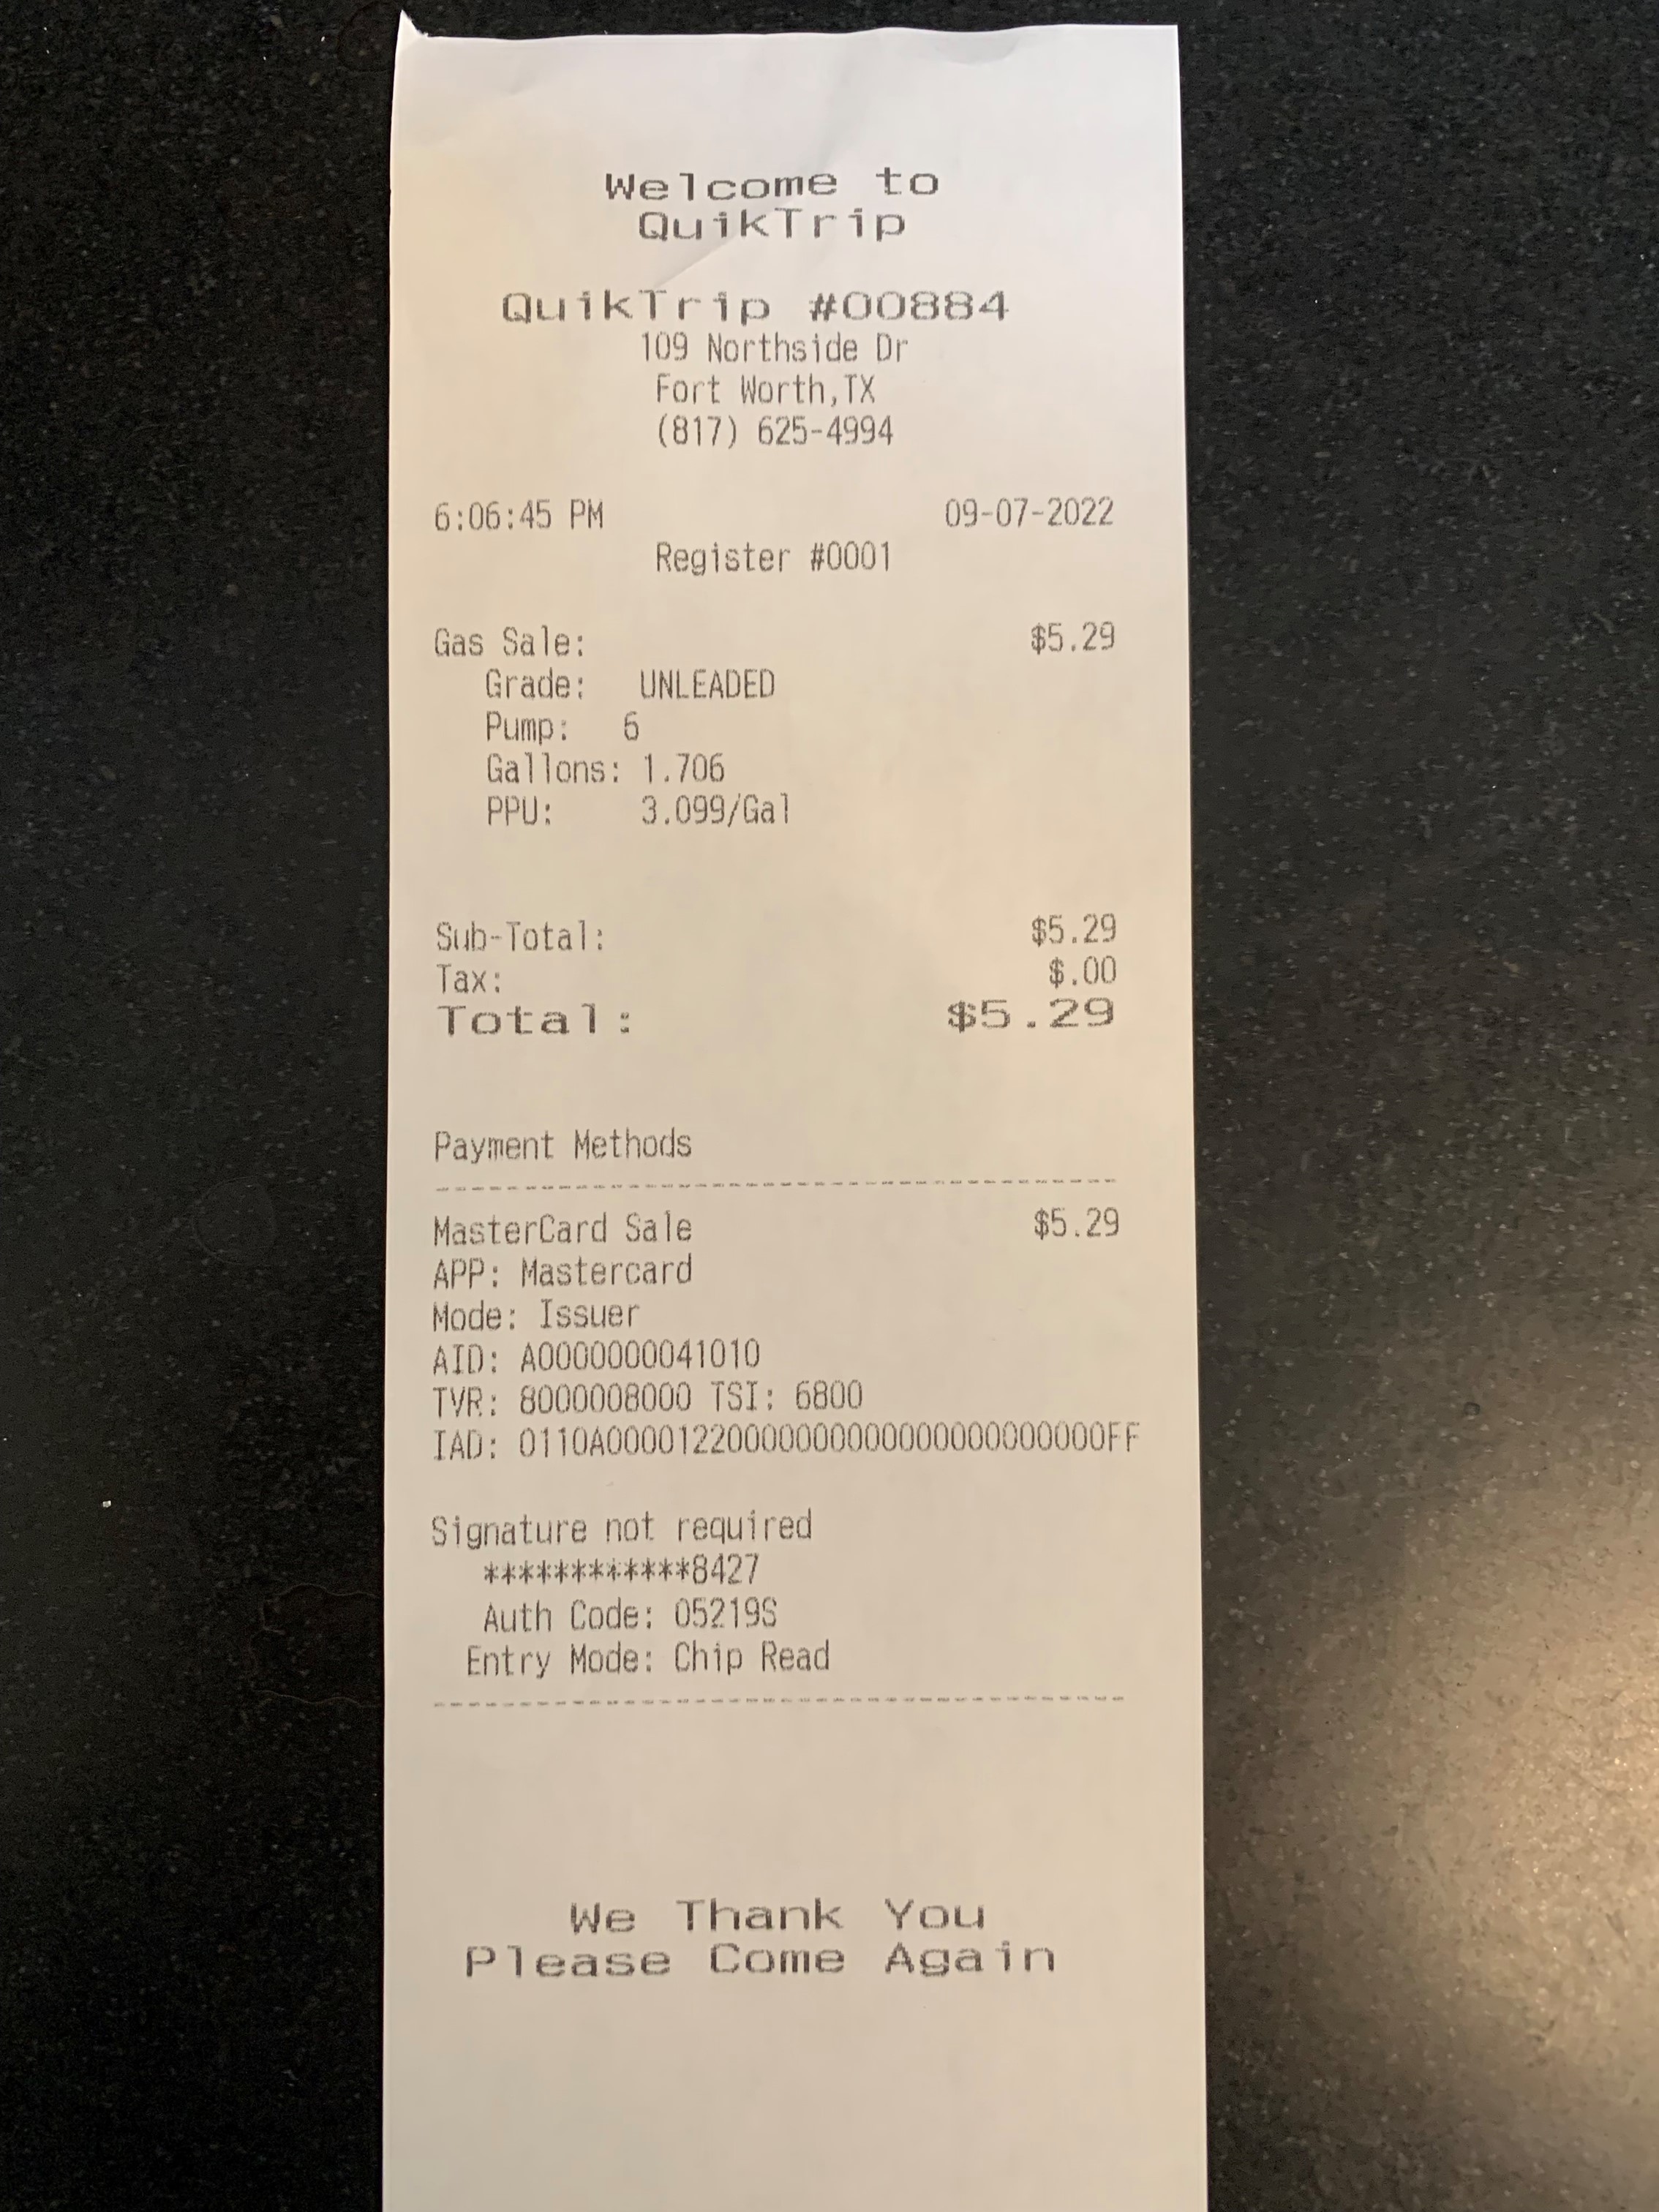 Welcome to
QuikTrip
QuikTrip #00884
109 Northside Dr
Fort Worth,TX
(817) 625-4994
6:06:45 PM 09-07-2022
Register #0001
Gas Sale: $5.29
Grade: UNLEADED
Pump: 6
Gallons: 1.706
PPU: 3.099/Gal
Sub-Total: $5.29
Tax: $.00
Total: $5.29
Payment Methods
MasterCard Sale $5.29
APP: Mastercard
Mode: Issuer
AID: A0000000041010
TVR: 8000008000 TSI: 6800
IAD: 0110A00001220000000000000000000000FF
Signature not required
************8427
Auth Code: 05219S
Entry Mode: Chip Read
We Thank You
Please Come Again